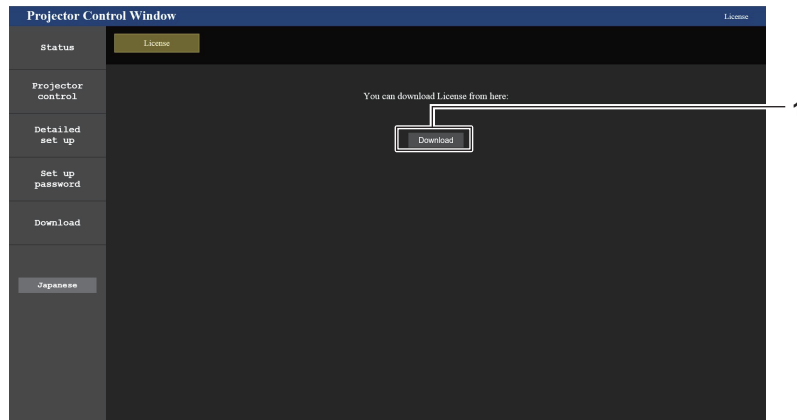 Projector Control Window
License
Status
License
Projector
control
You can download License from here:
1
Detailed
set up
Download
Set up
password
Download
Japanese